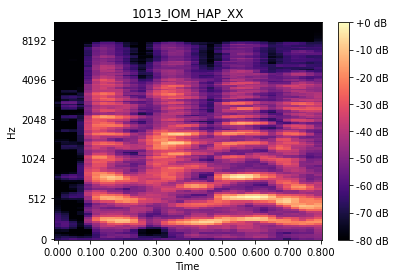 1013_IOM_HAP_XX
8192
4096
2048
1024
512
0
Hz
0.000 0.100 0.200 0.300 0.400 0.500 0.600 0.700 0.800
Time
+0 dB
-10 dB
-20 dB
-30 dB
-40 dB
-50 dB
-60 dB
-70 dB
-80 dB